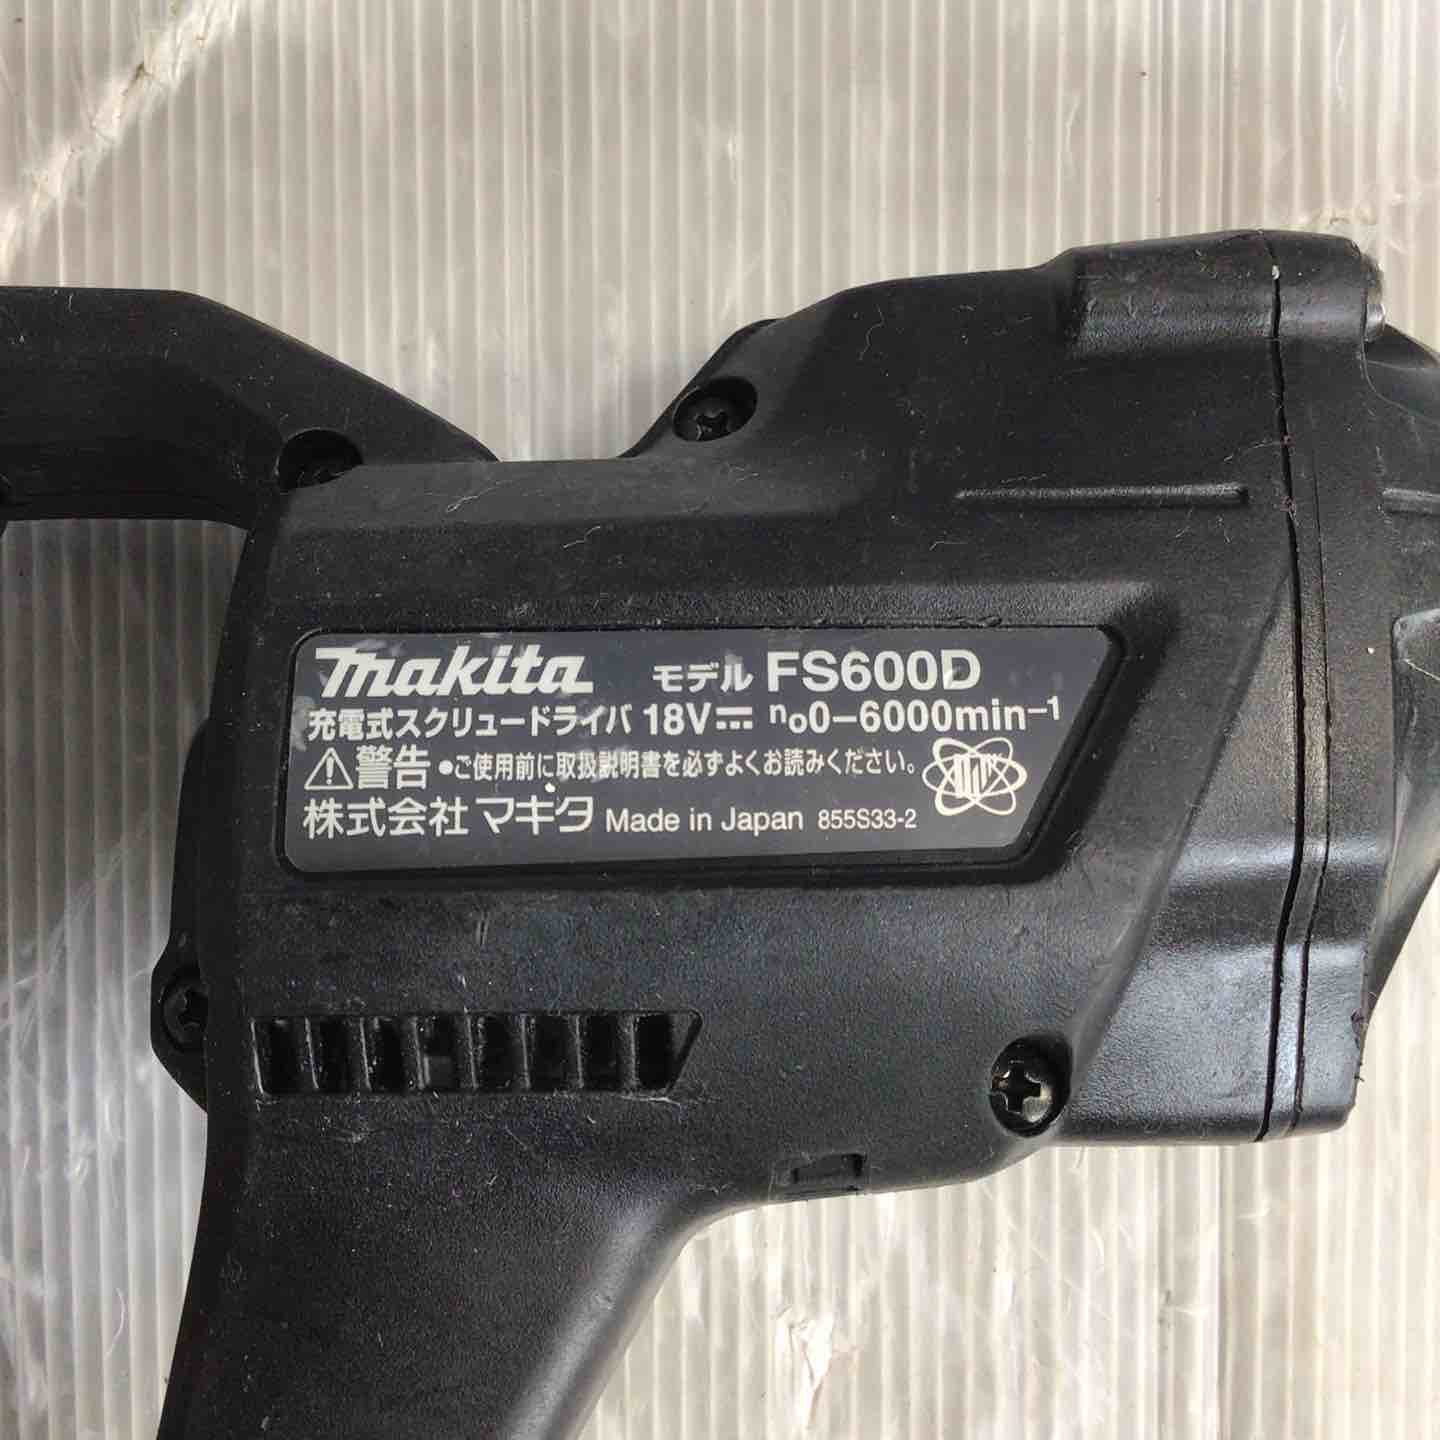 makita モデル FS600D
充電式スクリュードライバ 18V⎓ n₀0-6000min⁻¹
⚠警告 ●ご使用前に取扱説明書を必ずよくお読みください。
株式会社 マキタ Made in Japan 855S33-2